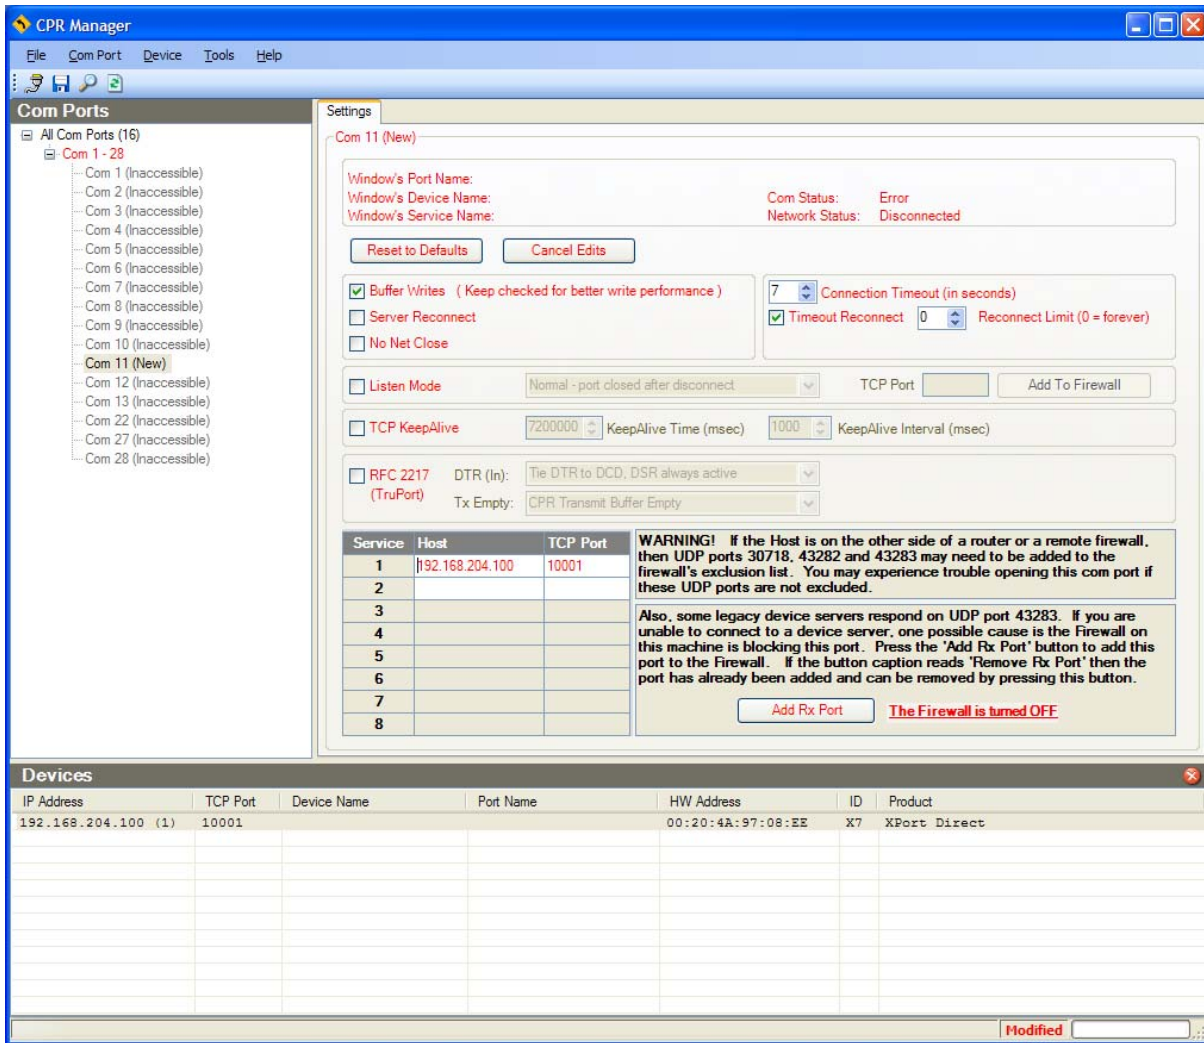 CPR Manager
File Com Port Device Tools Help
Com Ports
All Com Ports (16)
Com 1 - 28
Com 1 (Inaccessible)
Com 2 (Inaccessible)
Com 3 (Inaccessible)
Com 4 (Inaccessible)
Com 5 (Inaccessible)
Com 6 (Inaccessible)
Com 7 (Inaccessible)
Com 8 (Inaccessible)
Com 9 (Inaccessible)
Com 10 (Inaccessible)
Com 11 (New)
Com 12 (Inaccessible)
Com 13 (Inaccessible)
Com 22 (Inaccessible)
Com 27 (Inaccessible)
Com 28 (Inaccessible)
Settings
Com 11 (New)
Window's Port Name:
Window's Device Name: Com Status: Error
Window's Service Name: Network Status: Disconnected
Reset to Defaults Cancel Edits
Buffer Writes ( Keep checked for better write performance )
Server Reconnect
No Net Close
7 Connection Timeout (in seconds)
Timeout Reconnect 0 Reconnect Limit (0 = forever)
Listen Mode Normal - port closed after disconnect TCP Port Add To Firewall
TCP KeepAlive 7200000 KeepAlive Time (msec) 1000 KeepAlive Interval (msec)
RFC 2217 DTR (In): Tie DTR to DCD, DSR always active
(TruPort) Tx Empty: CPR Transmit Buffer Empty
Service Host TCP Port
1 192.168.204.100 10001
2
3
4
5
6
7
8
WARNING! If the Host is on the other side of a router or a remote firewall,
then UDP ports 30718, 43282 and 43283 may need to be added to the
firewall's exclusion list. You may experience trouble opening this com port if
these UDP ports are not excluded.
Also, some legacy device servers respond on UDP port 43283. If you are
unable to connect to a device server, one possible cause is the Firewall on
this machine is blocking this port. Press the 'Add Rx Port' button to add this
port to the Firewall. If the button caption reads 'Remove Rx Port' then the
port has already been added and can be removed by pressing this button.
Add Rx Port The Firewall is turned OFF
Devices
IP Address TCP Port Device Name Port Name HW Address ID Product
192.168.204.100 (1) 10001 00:20:4A:97:08:EE X7 XPort Direct
Modified